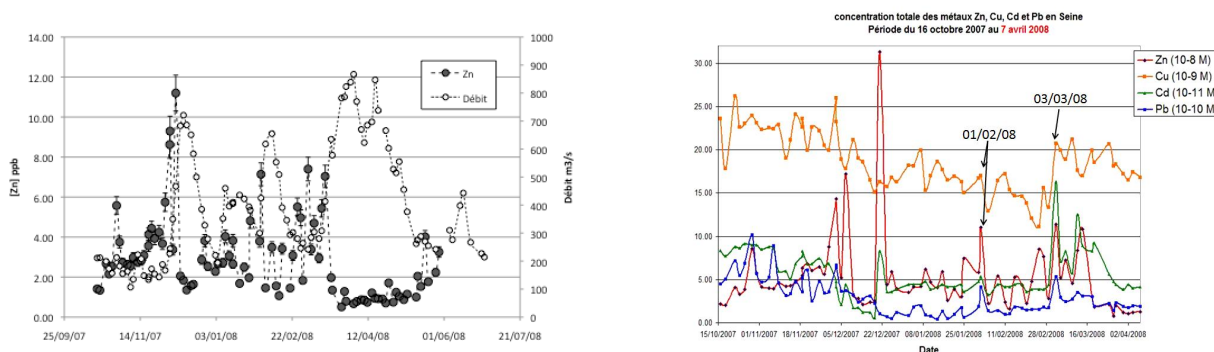 14.00
12.00
10.00
8.00
6.00
4.00
2.00
0.00
[Zn] ppb
1000
900
800
700
600
500
400
300
200
100
0
Débit m3/s
Zn
Débit
25/09/07 14/11/07 03/01/08 22/02/08 12/04/08 01/06/08 21/07/08
concentration totale des métaux Zn, Cu, Cd et Pb en Seine
Période du 16 octobre 2007 au 7 avril 2008
30.00
25.00
20.00
15.00
10.00
5.00
0.00
Zn (10-8 M)
Cu (10-9 M)
Cd (10-11 M
Pb (10-10 M
03/03/08
01/02/08
15/10/2007 01/11/2007 18/11/2007 05/12/2007 22/12/2007 08/01/2008 25/01/2008 11/02/2008 28/02/2008 16/03/2008 02/04/2008
Date